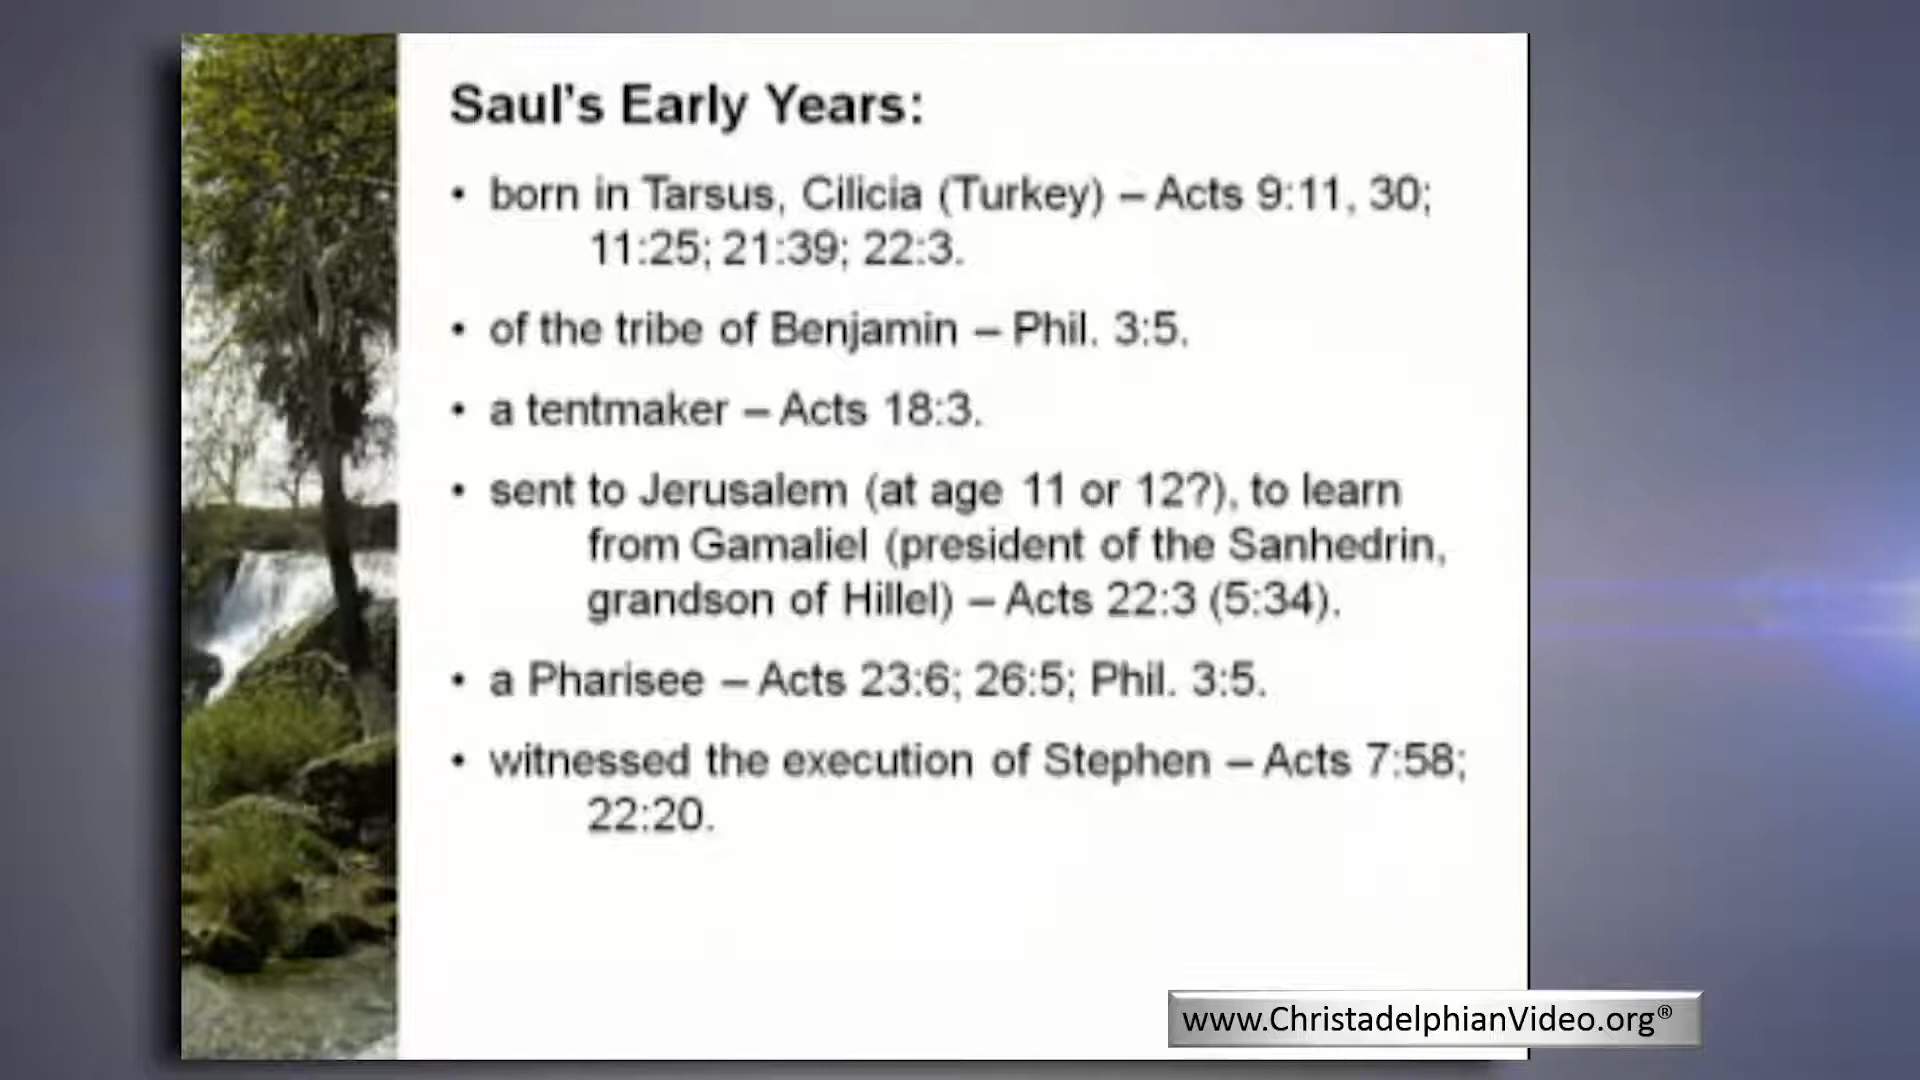 Saul's Early Years:
• born in Tarsus, Cilicia (Turkey) – Acts 9:11, 30;
11:25; 21:39; 22:3.
• of the tribe of Benjamin – Phil. 3:5.
• a tentmaker – Acts 18:3.
• sent to Jerusalem (at age 11 or 12?), to learn
from Gamaliel (president of the Sanhedrin,
grandson of Hillel) – Acts 22:3 (5:34).
• a Pharisee – Acts 23:6; 26:5; Phil. 3:5.
• witnessed the execution of Stephen – Acts 7:58;
22:20.
www.ChristadelphianVideo.org®